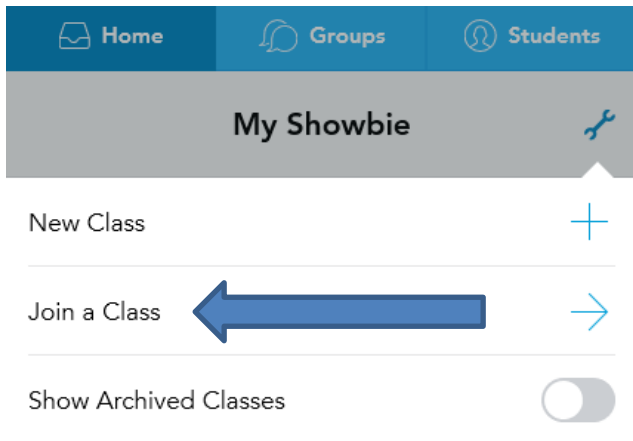 Home Groups Students
My Showbie
New Class
Join a Class
Show Archived Classes